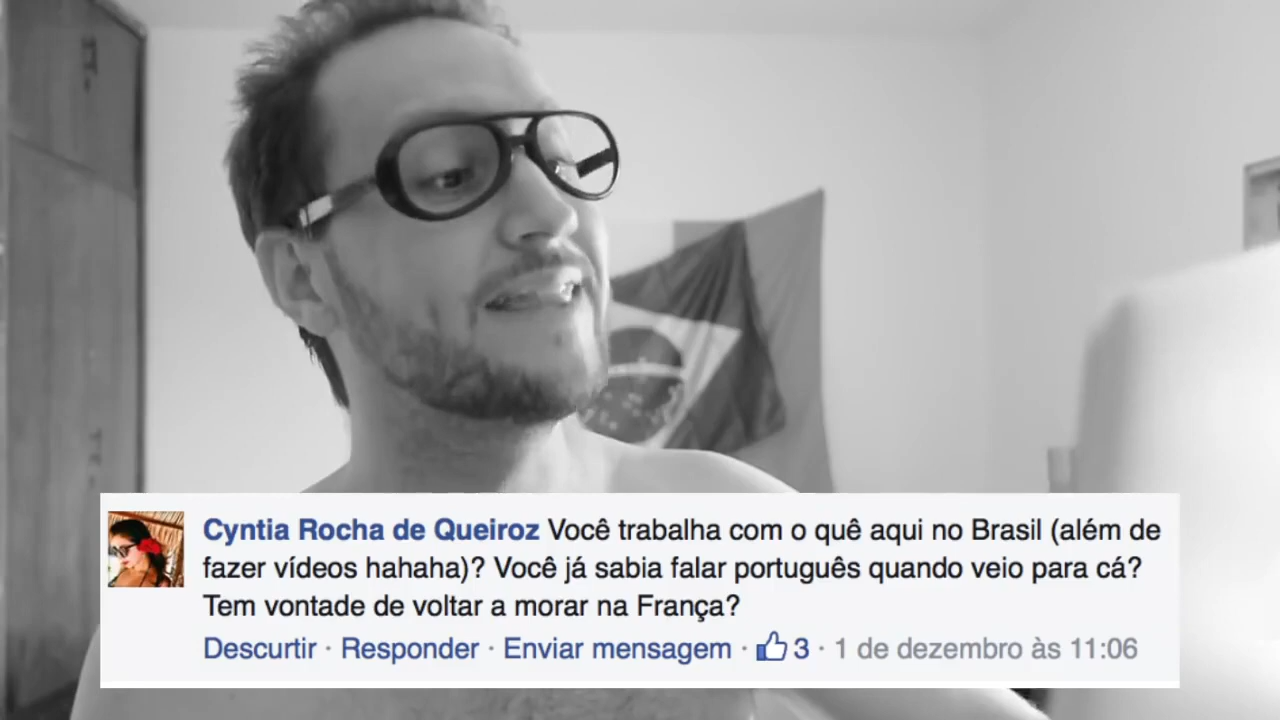 Cyntia Rocha de Queiroz Você trabalha com o quê aqui no Brasil (além de
fazer vídeos hahaha)? Você já sabia falar português quando veio para cá?
Tem vontade de voltar a morar na França?
Descurtir · Responder · Enviar mensagem · 3 · 1 de dezembro às 11:06